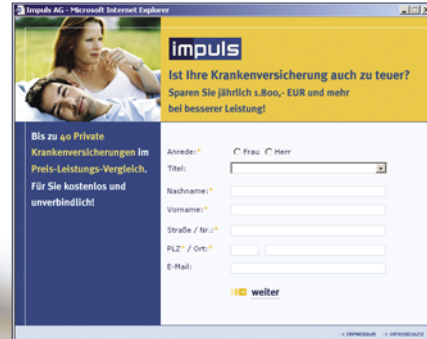 Impuls AG - Microsoft Internet Explorer
impuls
Ist Ihre Krankenversicherung auch zu teuer?
Sparen Sie jährlich 1.800,- EUR und mehr
bei besserer Leistung!
Bis zu 40 Private
Krankenversicherungen im
Preis-Leistungs-Vergleich.
Für Sie kostenlos und
unverbindlich!
Anrede:* Frau Herr
Titel:
Nachname:*
Vorname:*
Straße / Nr.:*
PLZ* / Ort:*
E-Mail:
weiter
IMPRESSUM DATENSCHUTZ